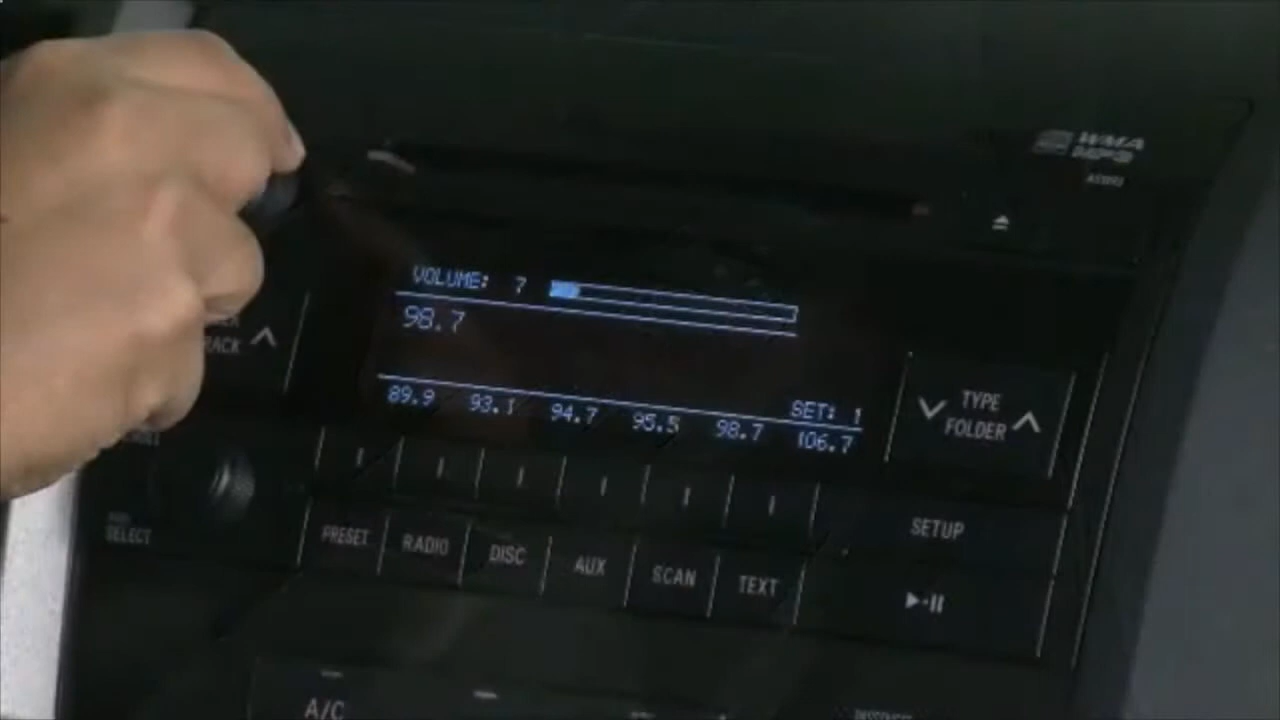 WMA
MP3
VOLUME: 7
98.7
SET: 1
89.9 93.1 94.7 95.5 98.7 106.7
TRACK
TYPE
FOLDER
SELECT
PRESET RADIO DISC AUX SCAN TEXT
SETUP
A/C